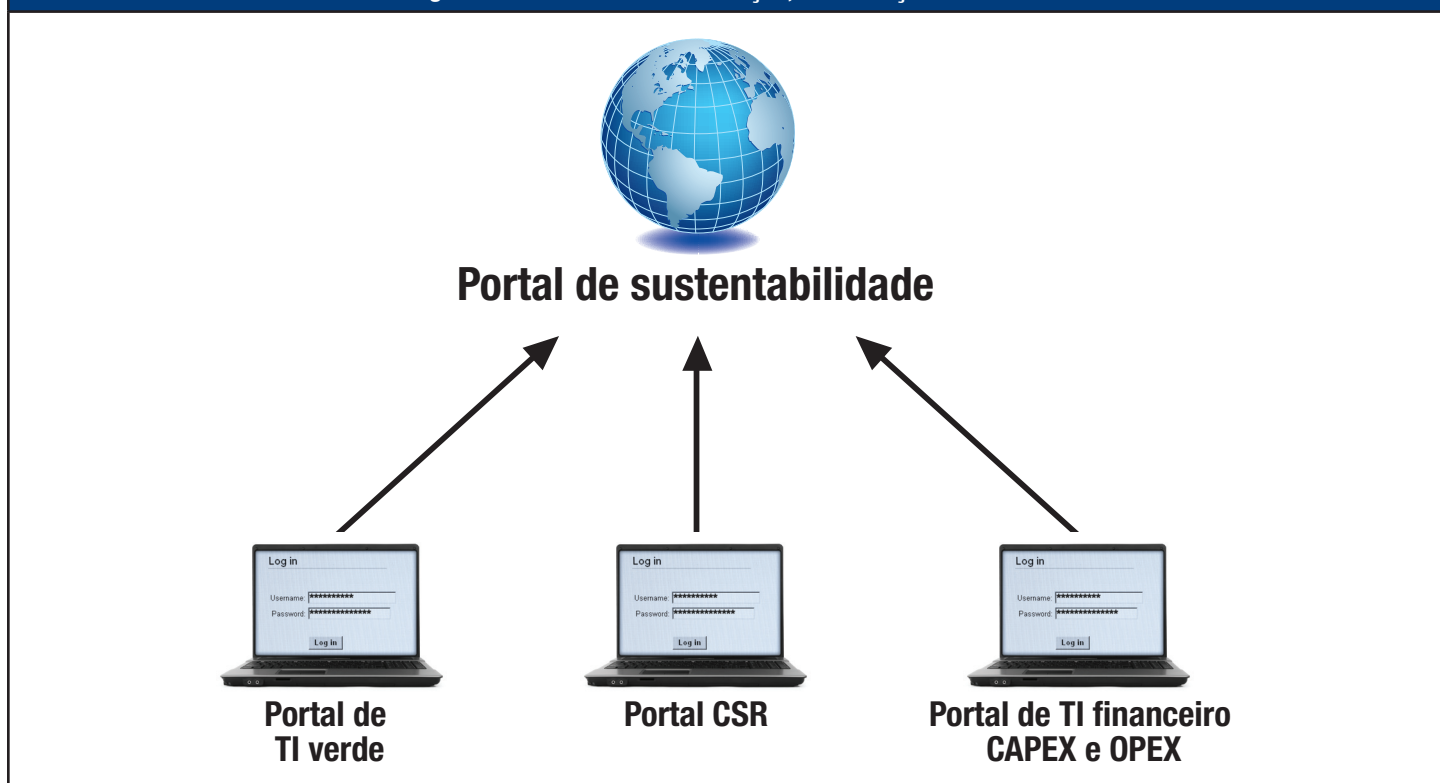 Portal de sustentabilidade
Log in
Username: **********
Password: **************
Log in
Log in
Username: **********
Password: **************
Log in
Log in
Username: **********
Password: **************
Log in
Portal de
TI verde
Portal CSR
Portal de TI financeiro
CAPEX e OPEX